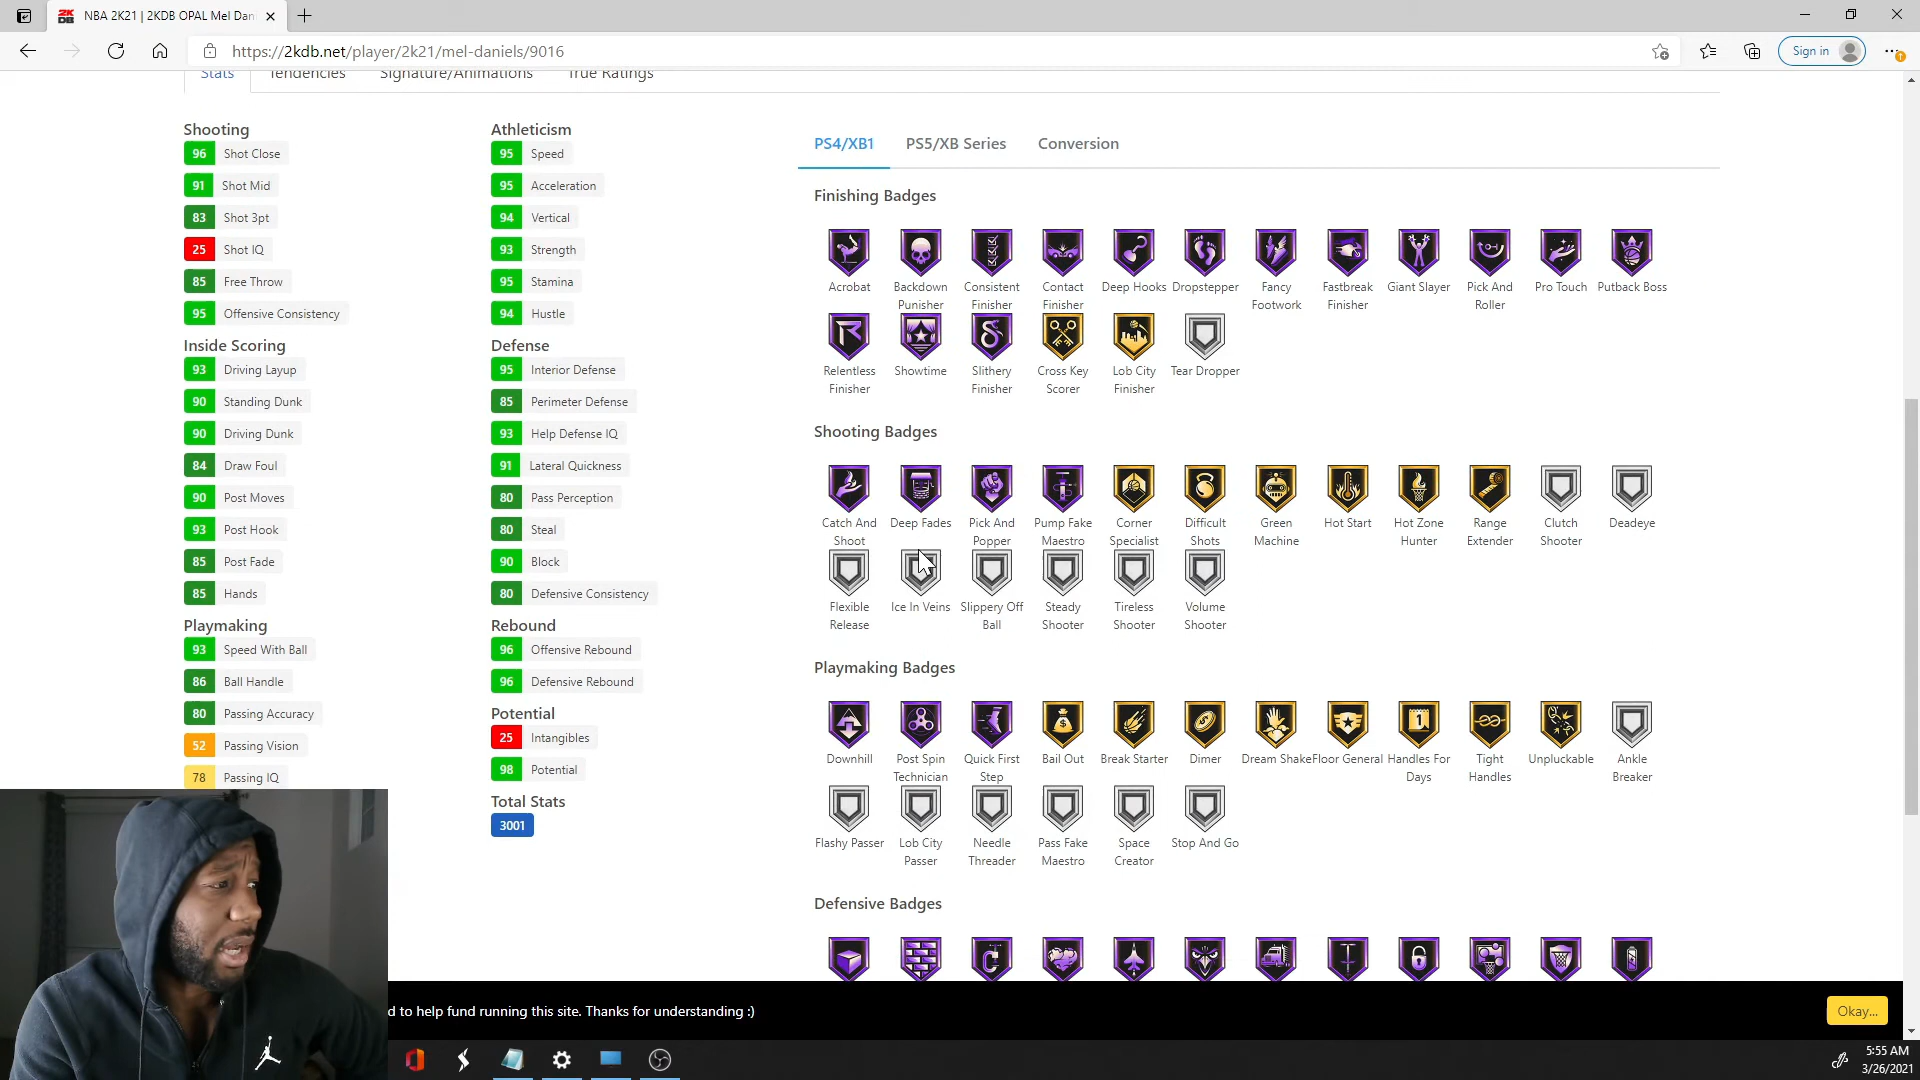 NBA 2K21 | 2KDB OPAL Mel Dan
https://2kdb.net/player/2k21/mel-daniels/9016
Sign in
Stats
Tendencies
Signature/Animations
True Ratings
Shooting
96 Shot Close
91 Shot Mid
83 Shot 3pt
25 Shot IQ
85 Free Throw
95 Offensive Consistency
Inside Scoring
93 Driving Layup
90 Standing Dunk
90 Driving Dunk
84 Draw Foul
90 Post Moves
93 Post Hook
85 Post Fade
85 Hands
Playmaking
93 Speed With Ball
86 Ball Handle
80 Passing Accuracy
52 Passing Vision
78 Passing IQ
Athleticism
95 Speed
95 Acceleration
94 Vertical
93 Strength
95 Stamina
94 Hustle
Defense
95 Interior Defense
85 Perimeter Defense
93 Help Defense IQ
91 Lateral Quickness
80 Pass Perception
80 Steal
90 Block
80 Defensive Consistency
Rebound
96 Offensive Rebound
96 Defensive Rebound
Potential
25 Intangibles
98 Potential
Total Stats
3001
PS4/XB1 PS5/XB Series Conversion
Finishing Badges
Acrobat
Backdown
Punisher
Consistent
Finisher
Contact
Finisher
Deep Hooks
Dropstepper
Fancy
Footwork
Fastbreak
Finisher
Giant Slayer
Pick And
Roller
Pro Touch
Putback Boss
Relentless
Finisher
Showtime
Slithery
Finisher
Cross Key
Scorer
Lob City
Finisher
Tear Dropper
Shooting Badges
Catch And
Shoot
Deep Fades
Pick And
Popper
Pump Fake
Maestro
Corner
Specialist
Difficult
Shots
Green
Machine
Hot Start
Hot Zone
Hunter
Range
Extender
Clutch
Shooter
Deadeye
Flexible
Release
Ice In Veins
Slippery Off
Ball
Steady
Shooter
Tireless
Shooter
Volume
Shooter
Playmaking Badges
Downhill
Post Spin
Technician
Quick First
Step
Bail Out
Break Starter
Dimer
Dream Shake
Floor General
Handles For
Days
Tight
Handles
Unpluckable
Ankle
Breaker
Flashy Passer
Lob City
Passer
Needle
Threader
Pass Fake
Maestro
Space
Creator
Stop And Go
Defensive Badges
d to help fund running this site. Thanks for understanding :)
Okay...
5:55 AM
3/26/2021